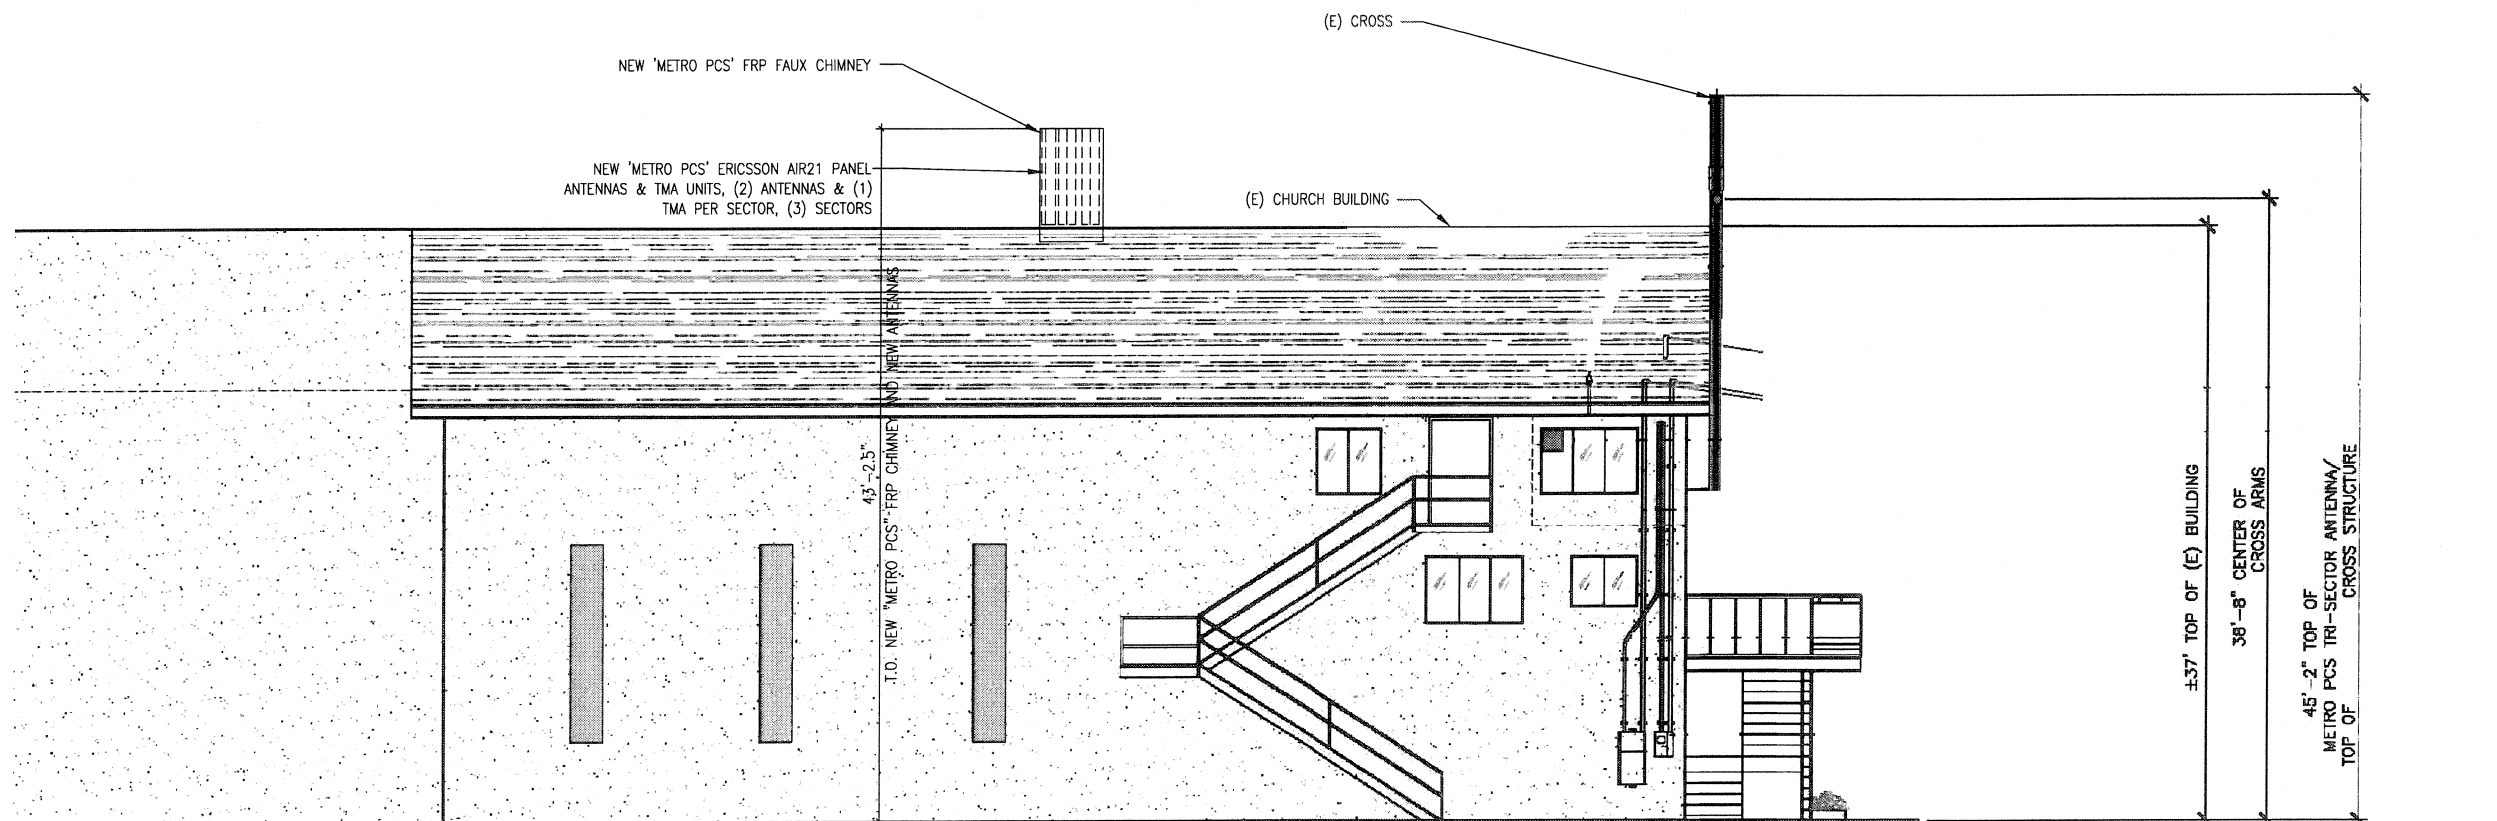 (E) CROSS
NEW 'METRO PCS' FRP FAUX CHIMNEY
NEW 'METRO PCS' ERICSSON AIR21 PANEL
ANTENNAS & TMA UNITS, (2) ANTENNAS & (1)
TMA PER SECTOR, (3) SECTORS
(E) CHURCH BUILDING
43'-2.5"
T.O. NEW "METRO PCS" FRP CHIMNEY AND NEW ANTENNAS
±37' TOP OF (E) BUILDING
38'-8" CENTER OF
CROSS ARMS
45'-2" TOP OF
METRO PCS TRI-SECTOR ANTENNA/
TOP OF CROSS STRUCTURE